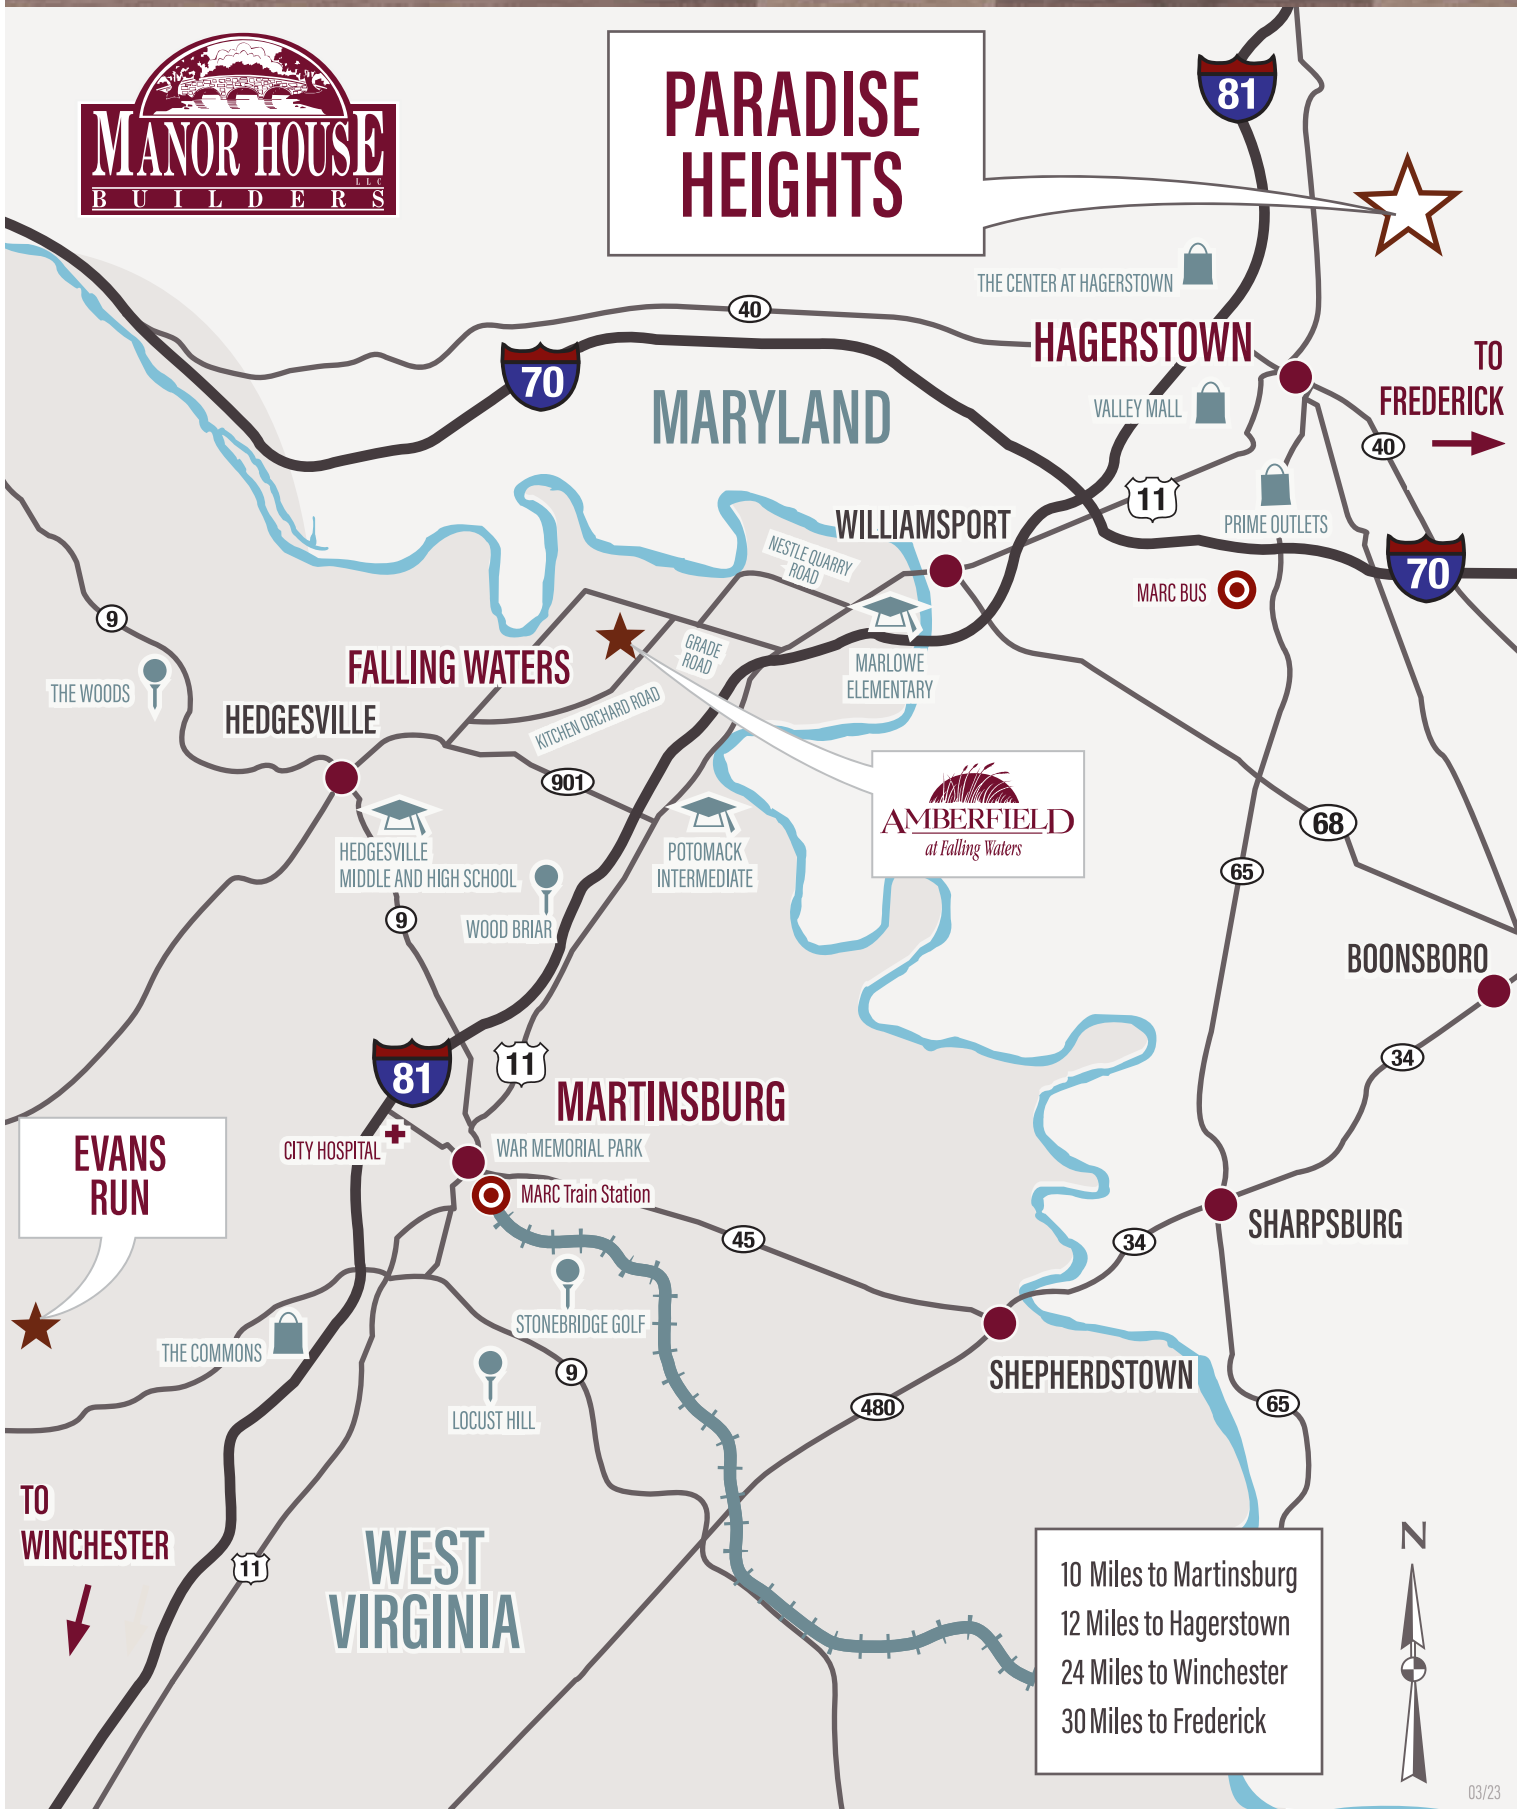 MANOR HOUSE
LLC
BUILDERS
PARADISE
HEIGHTS
81
THE CENTER AT HAGERSTOWN
40
HAGERSTOWN
TO
FREDERICK
70
MARYLAND
VALLEY MALL
40
11
PRIME OUTLETS
WILLIAMSPORT
NESTLE QUARRY
ROAD
70
MARC BUS
9
GRADE
ROAD
FALLING WATERS
MARLOWE
ELEMENTARY
THE WOODS
HEDGESVILLE
KITCHEN ORCHARD ROAD
901
AMBERFIELD
at Falling Waters
68
HEDGESVILLE
MIDDLE AND HIGH SCHOOL
POTOMACK
INTERMEDIATE
65
9
WOOD BRIAR
BOONSBORO
81
11
34
MARTINSBURG
EVANS
RUN
CITY HOSPITAL
WAR MEMORIAL PARK
MARC Train Station
45
34
SHARPSBURG
STONEBRIDGE GOLF
THE COMMONS
9
SHEPHERDSTOWN
LOCUST HILL
480
65
TO
WINCHESTER
11
WEST
VIRGINIA
10 Miles to Martinsburg
12 Miles to Hagerstown
24 Miles to Winchester
30 Miles to Frederick
N
03/23